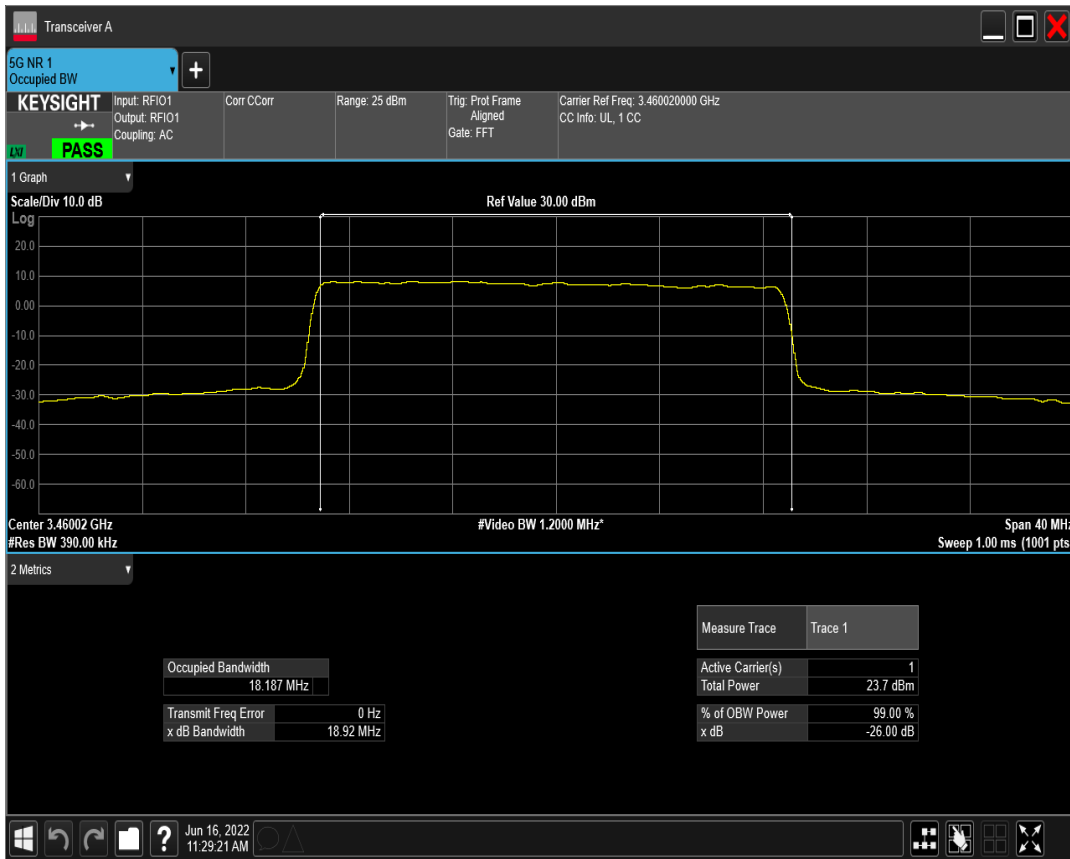 Transceiver A
5G NR 1
Occupied BW
KEYSIGHT
LXI
PASS
Input: RFIO1
Output: RFIO1
Coupling: AC
Corr CCorr
Range: 25 dBm
Trig: Prot Frame
Aligned
Gate: FFT
Carrier Ref Freq: 3.460020000 GHz
CC Info: UL, 1 CC
1 Graph
Scale/Div 10.0 dB
Ref Value 30.00 dBm
Log
20.0
10.0
0.00
-10.0
-20.0
-30.0
-40.0
-50.0
-60.0
Center 3.46002 GHz
#Video BW 1.2000 MHz*
Span 40 MHz
#Res BW 390.00 kHz
Sweep 1.00 ms (1001 pts
2 Metrics
Measure Trace Trace 1
Occupied Bandwidth
18.187 MHz
Active Carrier(s) 1
Total Power 23.7 dBm
Transmit Freq Error 0 Hz
x dB Bandwidth 18.92 MHz
% of OBW Power 99.00 %
x dB -26.00 dB
?
Jun 16, 2022
11:29:21 AM